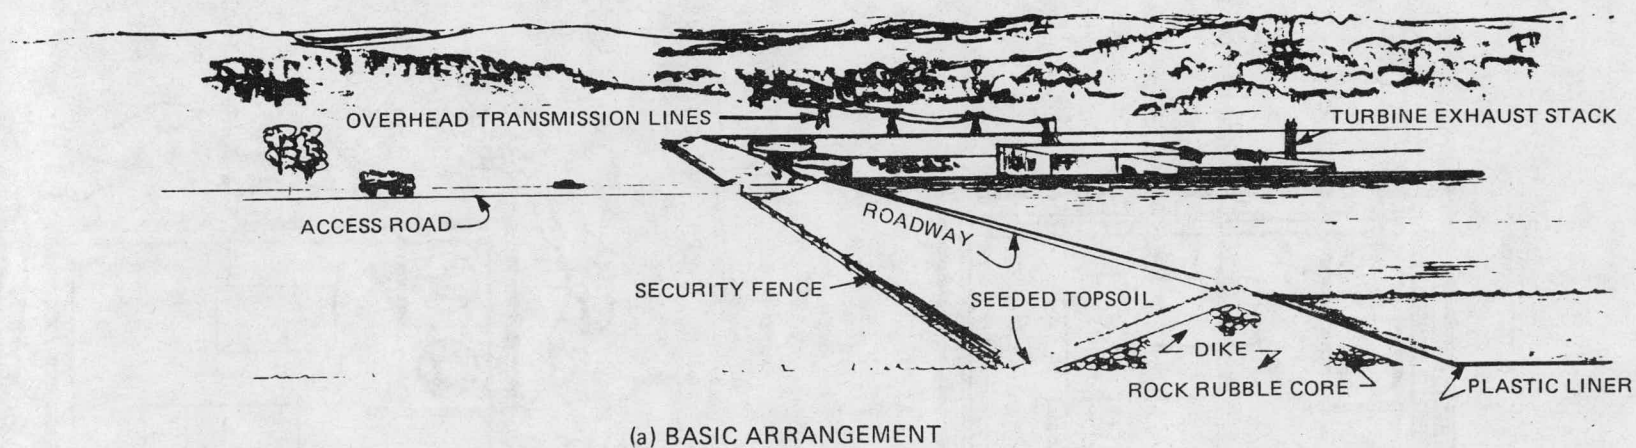 OVERHEAD TRANSMISSION LINES
TURBINE EXHAUST STACK
ACCESS ROAD
ROADWAY
SECURITY FENCE
SEEDED TOPSOIL
DIKE
ROCK RUBBLE CORE
PLASTIC LINER
(a) BASIC ARRANGEMENT